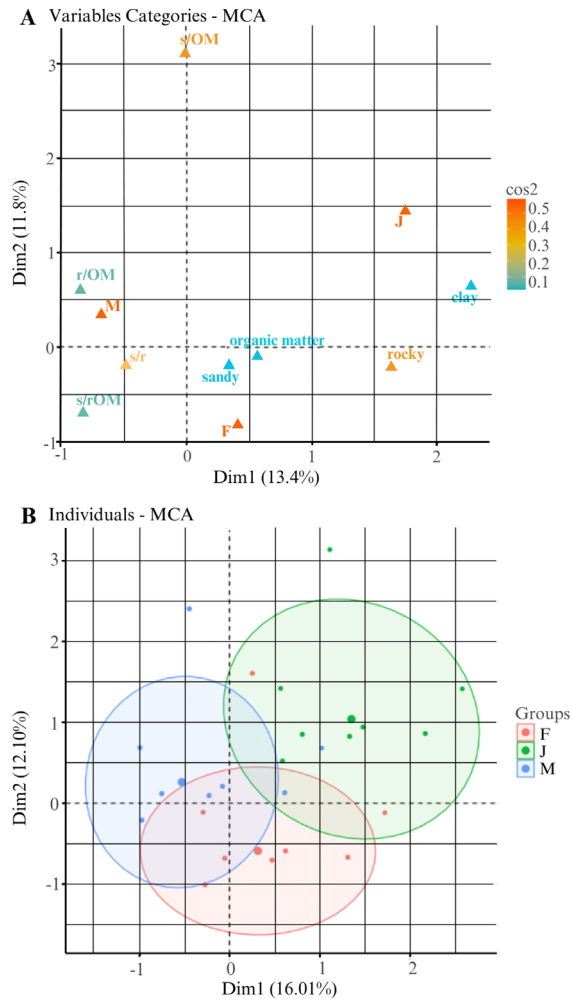 A Variables Categories - MCA
s/OM
3
2
J
cos2
0.5
0.4
0.3
0.2
0.1
Dim2 (11.8%)
1
r/OM
M
clay
0
s/r
organic matter
rocky
sandy
s/rOM
F
-1
-1 0 1 2
Dim1 (13.4%)
B Individuals - MCA
3
2
1
0
-1
Dim2 (12.10%)
Groups
F
J
M
-1 0 1 2
Dim1 (16.01%)